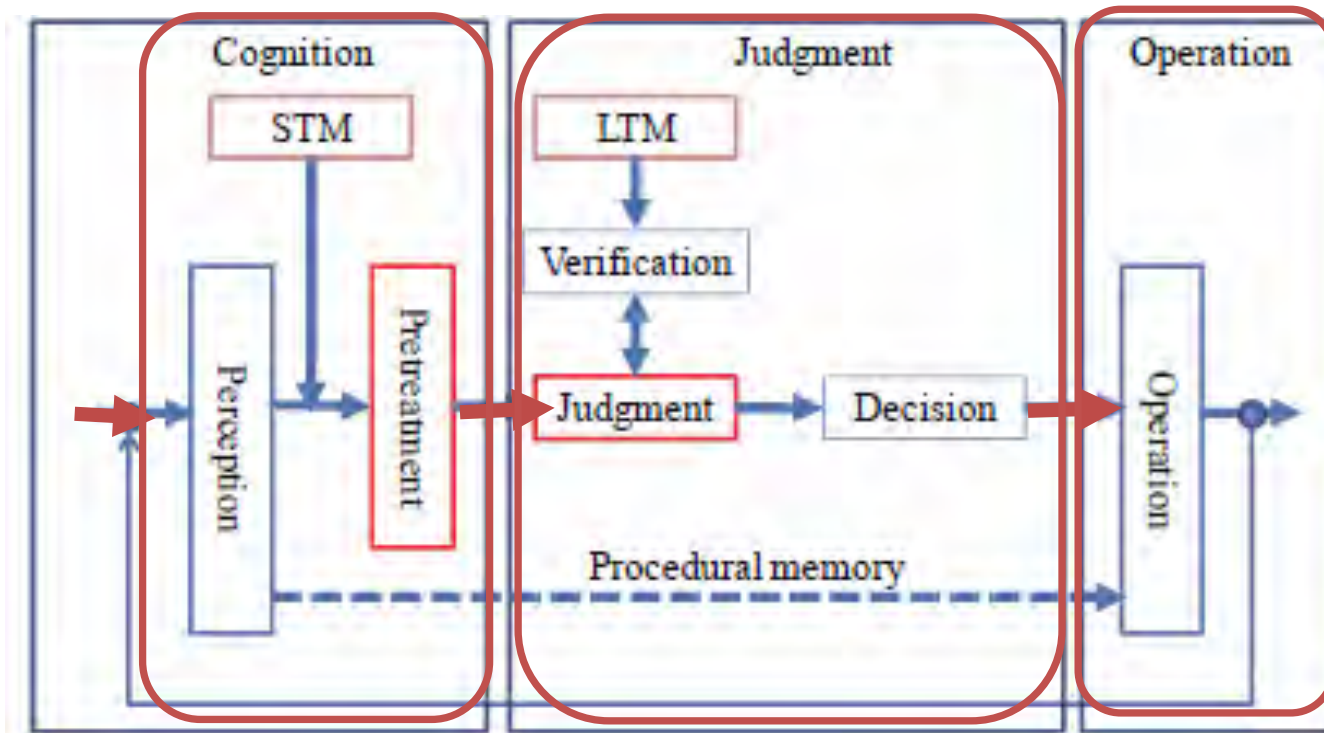 Cognition
Judgment
Operation
STM
LTM
Verification
Perception
Pretreatment
Judgment
Decision
Operation
Procedural memory